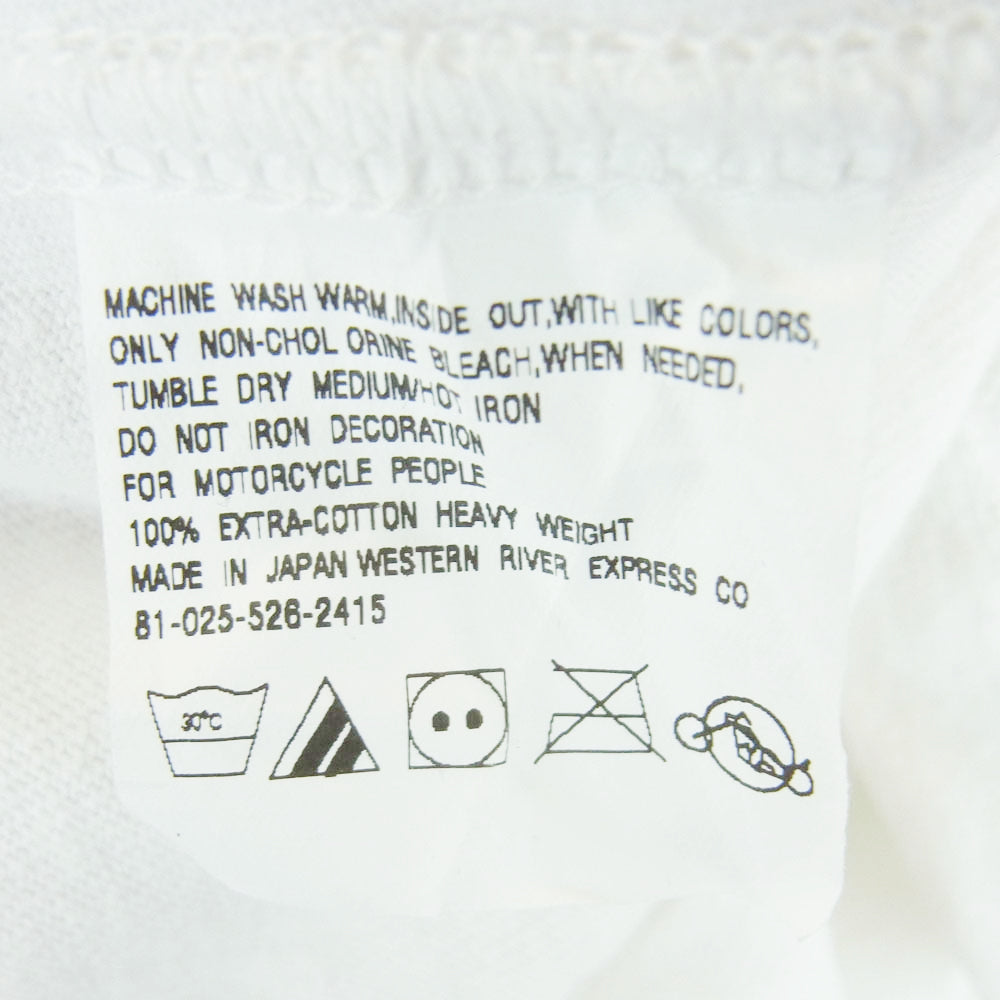 MACHINE WASH WARM,INSIDE OUT,WITH LIKE COLORS,
ONLY NON-CHOL ORINE BLEACH,WHEN NEEDED,
TUMBLE DRY MEDIUM/HOT IRON
DO NOT IRON DECORATION
FOR MOTORCYCLE PEOPLE
100% EXTRA-COTTON HEAVY WEIGHT
MADE IN JAPAN WESTERN RIVER EXPRESS CO
81-025-526-2415
30°C